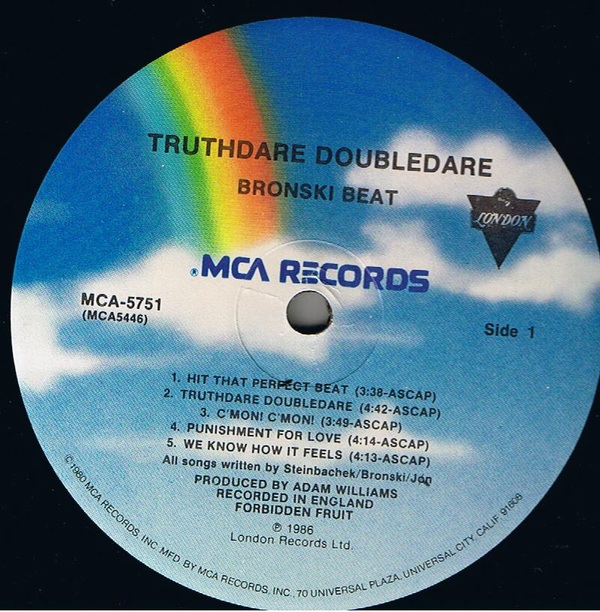 TRUTHDARE DOUBLEDARE
BRONSKI BEAT
LONDON
®MCA RECORDS
MCA-5751
(MCA5446)
Side 1
1. HIT THAT PERFECT BEAT (3:38-ASCAP)
2. TRUTHDARE DOUBLEDARE (4:42-ASCAP)
3. C'MON! C'MON! (3:49-ASCAP)
4. PUNISHMENT FOR LOVE (4:14-ASCAP)
5. WE KNOW HOW IT FEELS (4:13-ASCAP)
All songs written by Steinbachek/Bronski/Jon
PRODUCED BY ADAM WILLIAMS
RECORDED IN ENGLAND
FORBIDDEN FRUIT
℗ 1986
London Records Ltd.
©1980 MCA RECORDS, INC. MFD. BY MCA RECORDS, INC., 70 UNIVERSAL PLAZA, UNIVERSAL CITY, CALIF. 91608